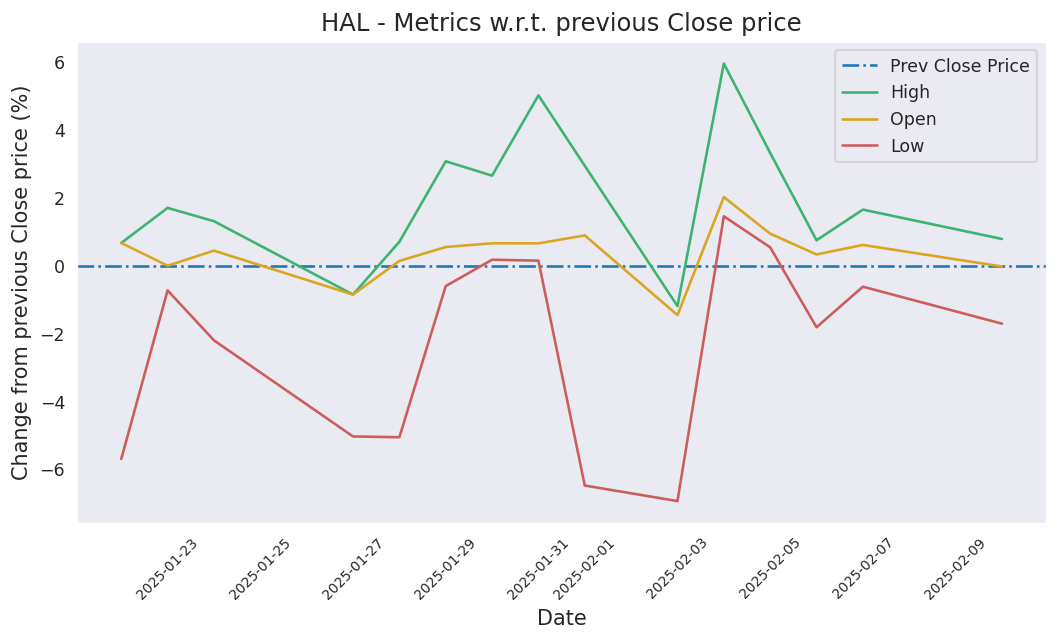 HAL - Metrics w.r.t. previous Close price
Change from previous Close price (%)
6
4
2
0
−2
−4
−6
Prev Close Price
High
Open
Low
2025-01-23
2025-01-25
2025-01-27
2025-01-29
2025-01-31
2025-02-01
2025-02-03
2025-02-05
2025-02-07
2025-02-09
Date